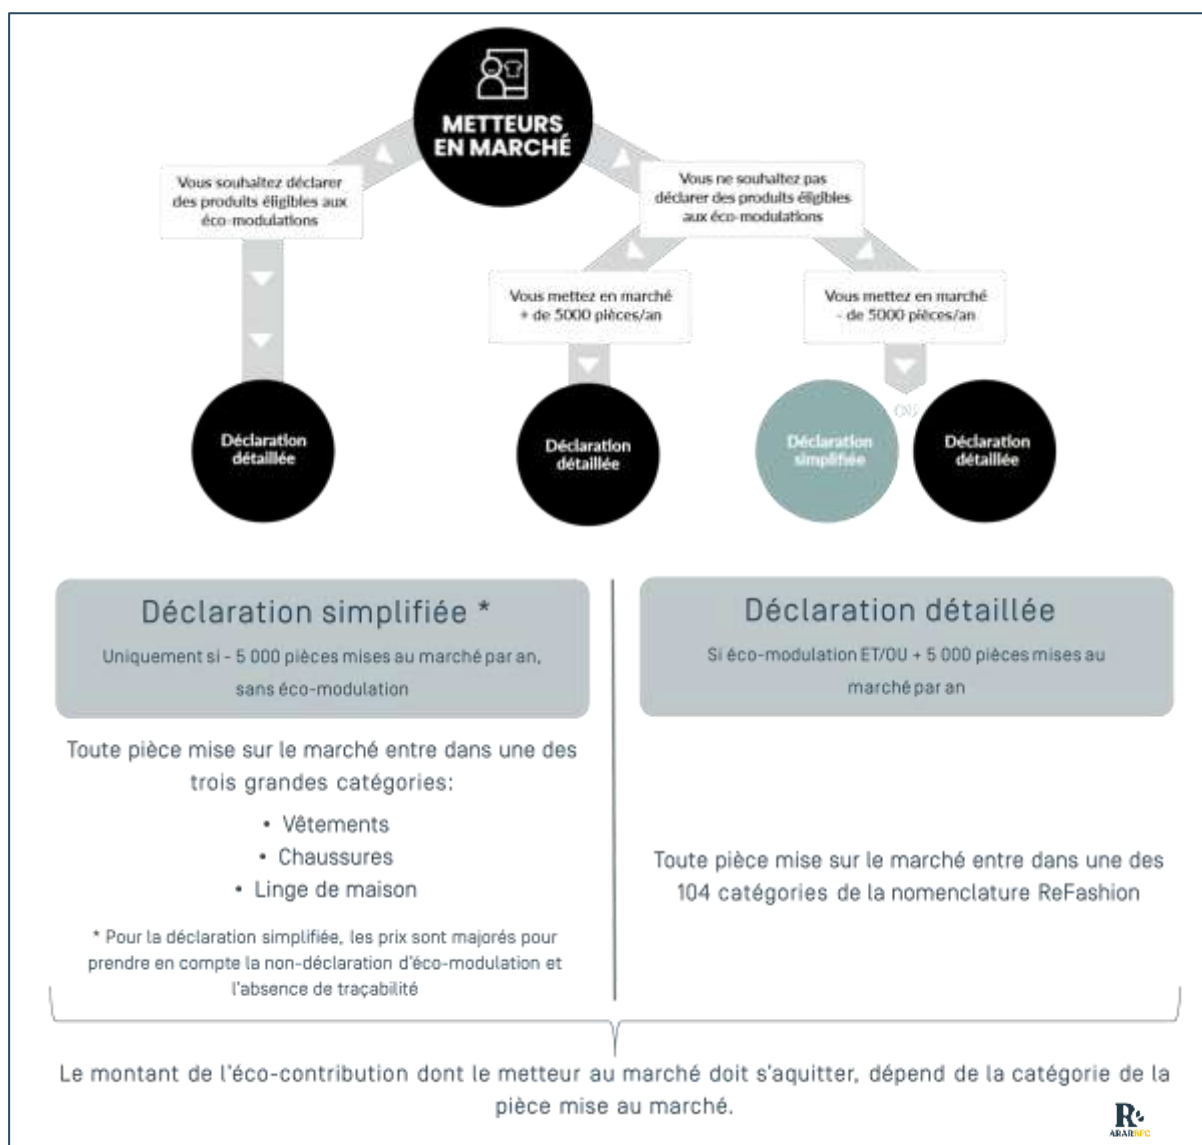 METTEURS
EN MARCHÉ
Vous souhaitez déclarer
des produits éligibles aux
éco-modulations
Vous ne souhaitez pas
déclarer des produits éligibles
aux éco-modulations
Vous mettez en marché
+ de 5000 pièces/an
Vous mettez en marché
- de 5000 pièces/an
Déclaration
détaillée
Déclaration
détaillée
Déclaration
simplifiée
OU
Déclaration
détaillée
Déclaration simplifiée *
Uniquement si - 5 000 pièces mises au marché par an,
sans éco-modulation
Toute pièce mise sur le marché entre dans une des
trois grandes catégories:
• Vêtements
• Chaussures
• Linge de maison
* Pour la déclaration simplifiée, les prix sont majorés pour
prendre en compte la non-déclaration d'éco-modulation et
l'absence de traçabilité
Déclaration détaillée
Si éco-modulation ET/OU + 5 000 pièces mises au
marché par an
Toute pièce mise sur le marché entre dans une des
104 catégories de la nomenclature ReFashion
Le montant de l'éco-contribution dont le metteur au marché doit s'aquitter, dépend de la catégorie de la
pièce mise au marché.
R